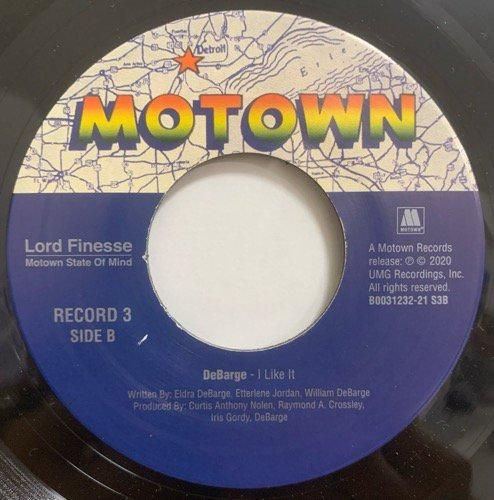 Detroit
Erie
MOTOWN
Lord Finesse
Motown State Of Mind
RECORD 3
SIDE B
MOTOWN®
A Motown Records
release: ℗ © 2020
UMG Recordings, Inc.
All rights reserved.
B0031232-21 S3B
DeBarge - I Like It
Written By: Eldra DeBarge, Etterlene Jordan, William DeBarge
Produced By: Curtis Anthony Nolen, Raymond A. Crossley,
Iris Gordy, DeBarge